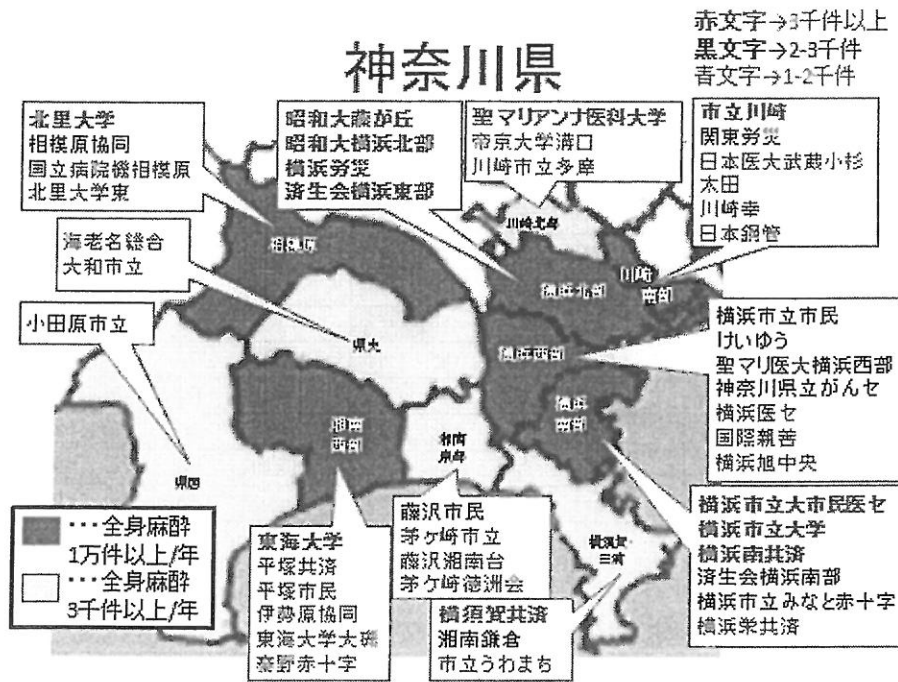 赤文字→3千件以上
黒文字→2-3千件
青文字→1-2千件
神奈川県
北里大学
相模原協同
国立病院機相模原
北里大学東
昭和大藤が丘
昭和大横浜北部
横浜労災
済生会横浜東部
聖マリアンナ医科大学
帝京大学溝口
川崎市立多摩
市立川崎
関東労災
日本医大武蔵小杉
太田
川崎幸
日本鋼管
海老名総合
大和市立
小田原市立
相模原
川崎北部
横浜北部
川崎
南部
県央
横浜西部
横浜
南部
湘南
西部
湘南
東部
県西
横須賀
三浦
横浜市立市民
けいゆう
聖マリ医大横浜西部
神奈川県立がんセ
横浜医セ
国際親善
横浜旭中央
横浜市立大市民医セ
横浜市立大学
横浜南共済
済生会横浜南部
横浜市立みなと赤十字
横浜栄共済
藤沢市民
茅ヶ崎市立
藤沢湘南台
茅ケ崎徳洲会
横須賀共済
湘南鎌倉
市立うわまち
東海大学
平塚共済
平塚市民
伊勢原協同
東海大学大磯
秦野赤十字
…全身麻酔
1万件以上/年
…全身麻酔
3千件以上/年